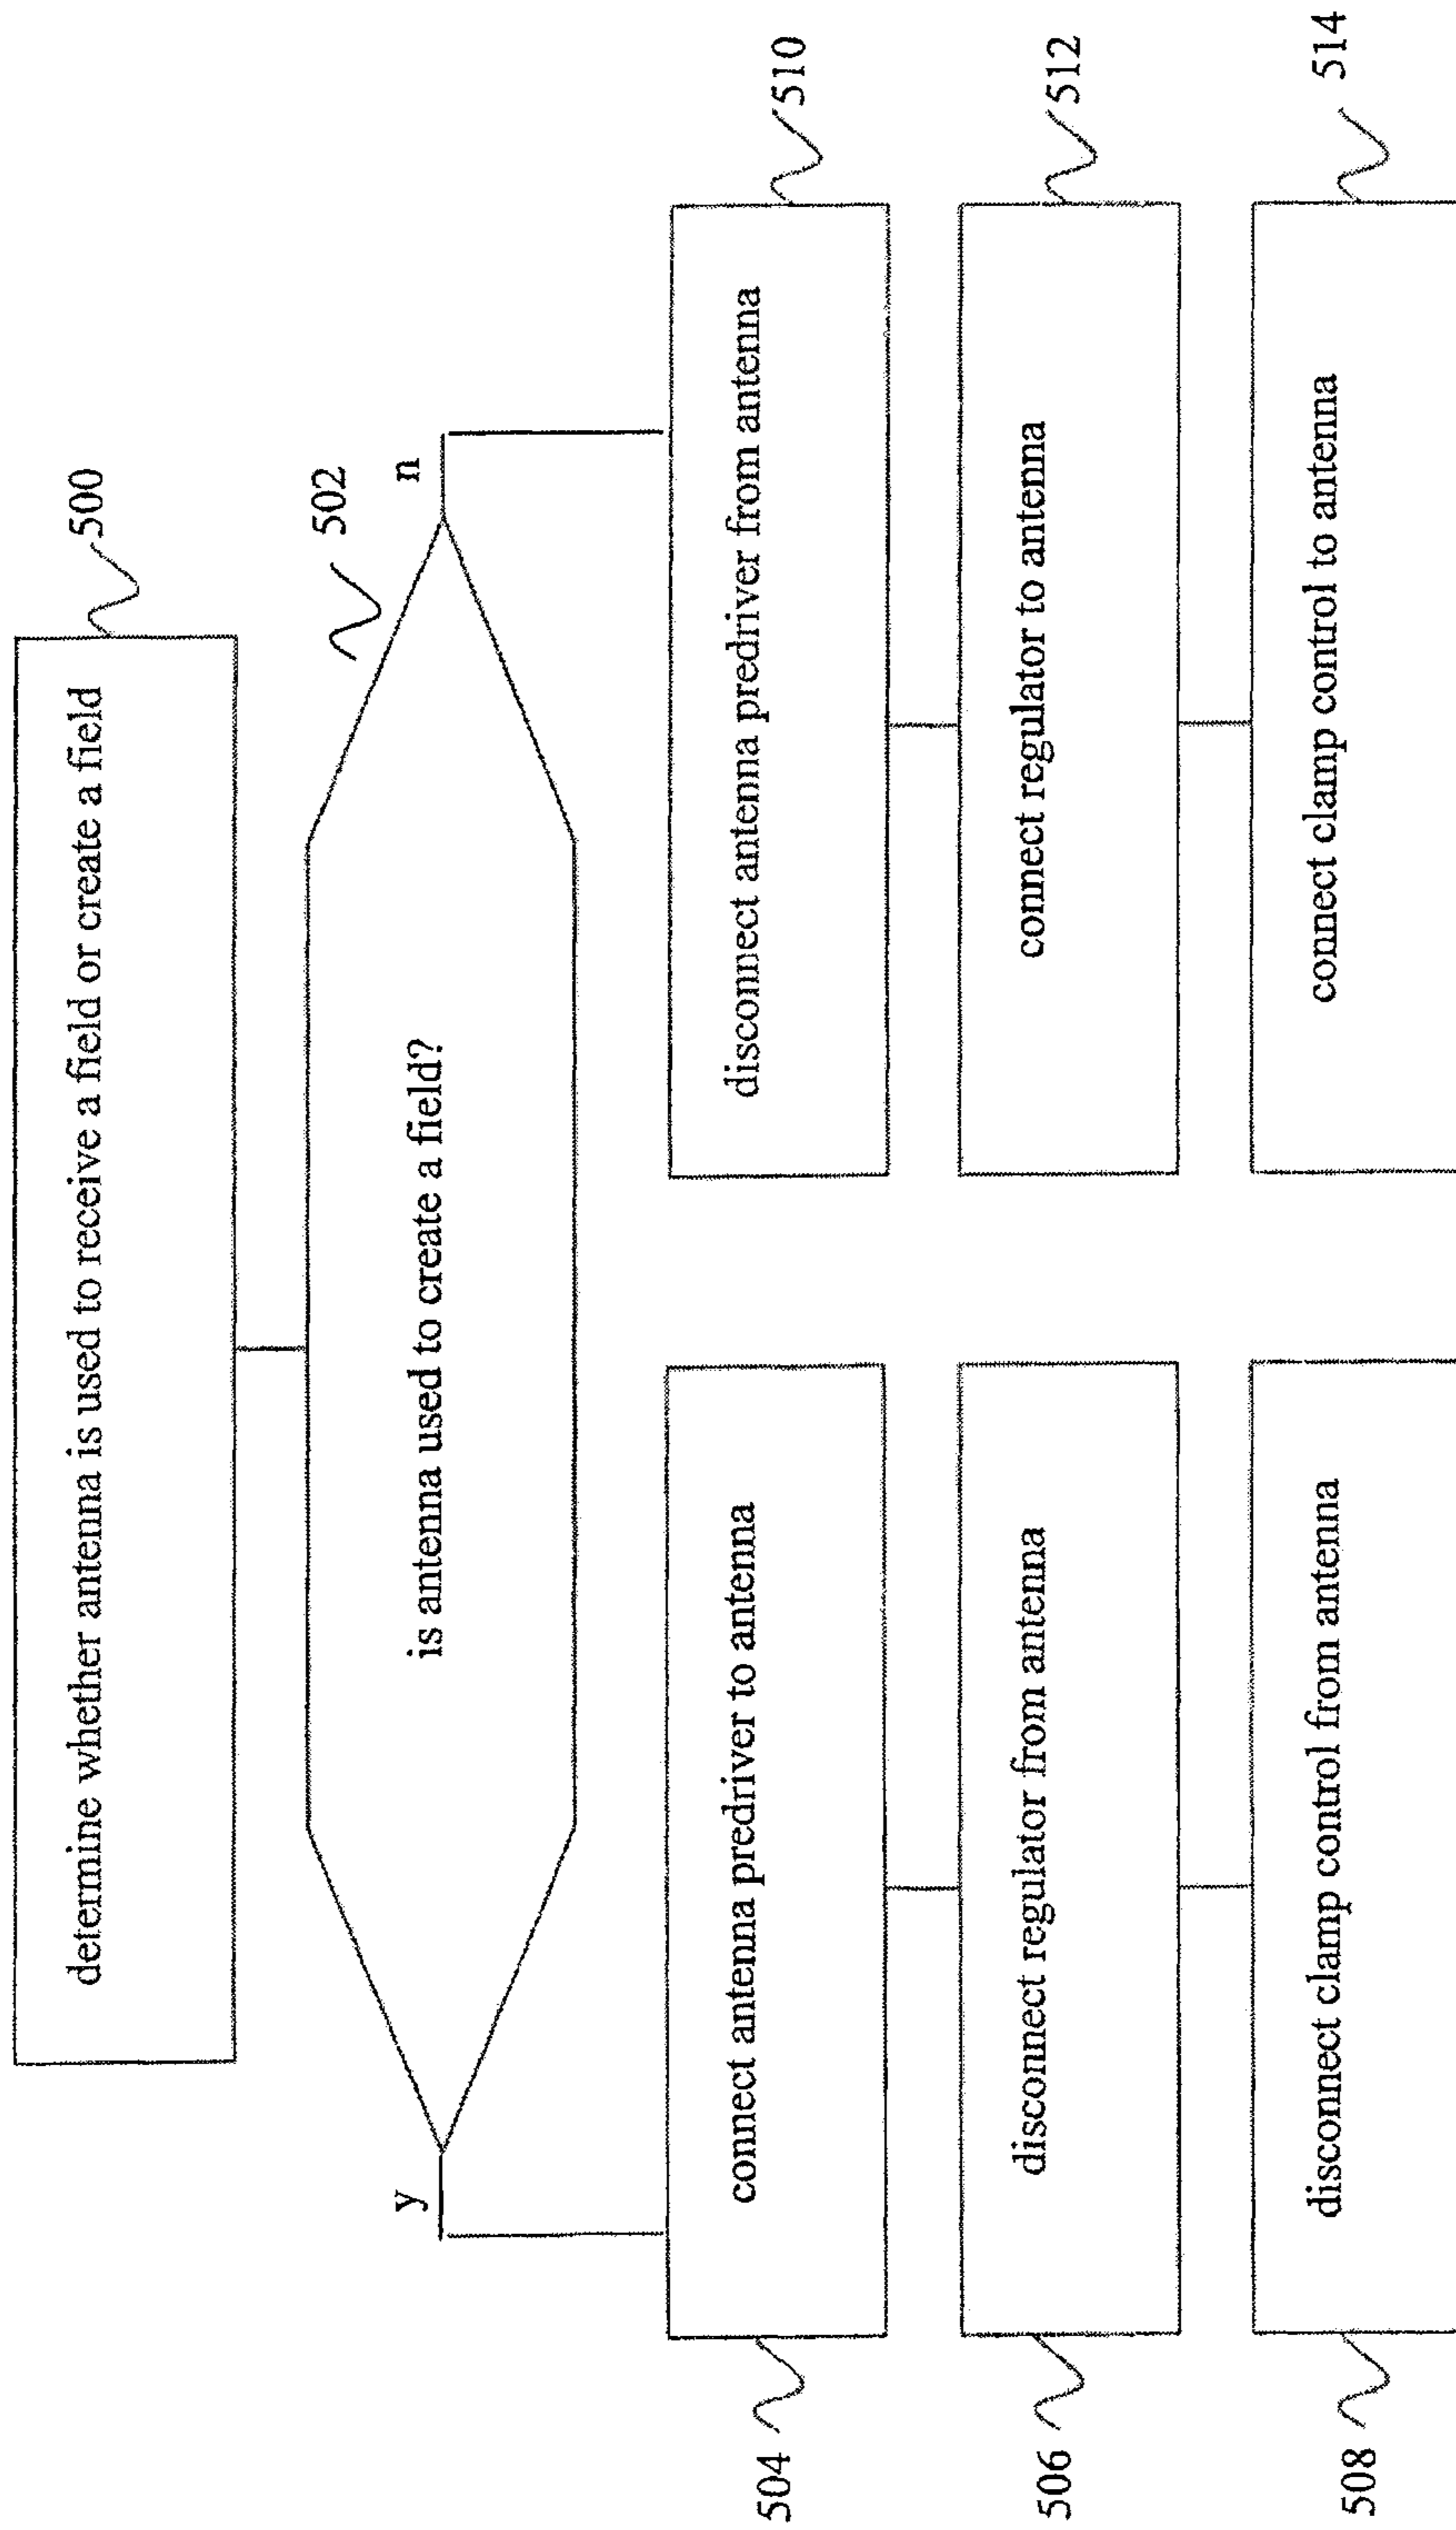 determine whether antenna is used to receive a field or create a field
500
502
is antenna used to create a field?
y
n
504
connect antenna predriver to antenna
disconnect antenna predriver from antenna
510
506
disconnect regulator from antenna
connect regulator to antenna
512
508
disconnect clamp control from antenna
connect clamp control to antenna
514